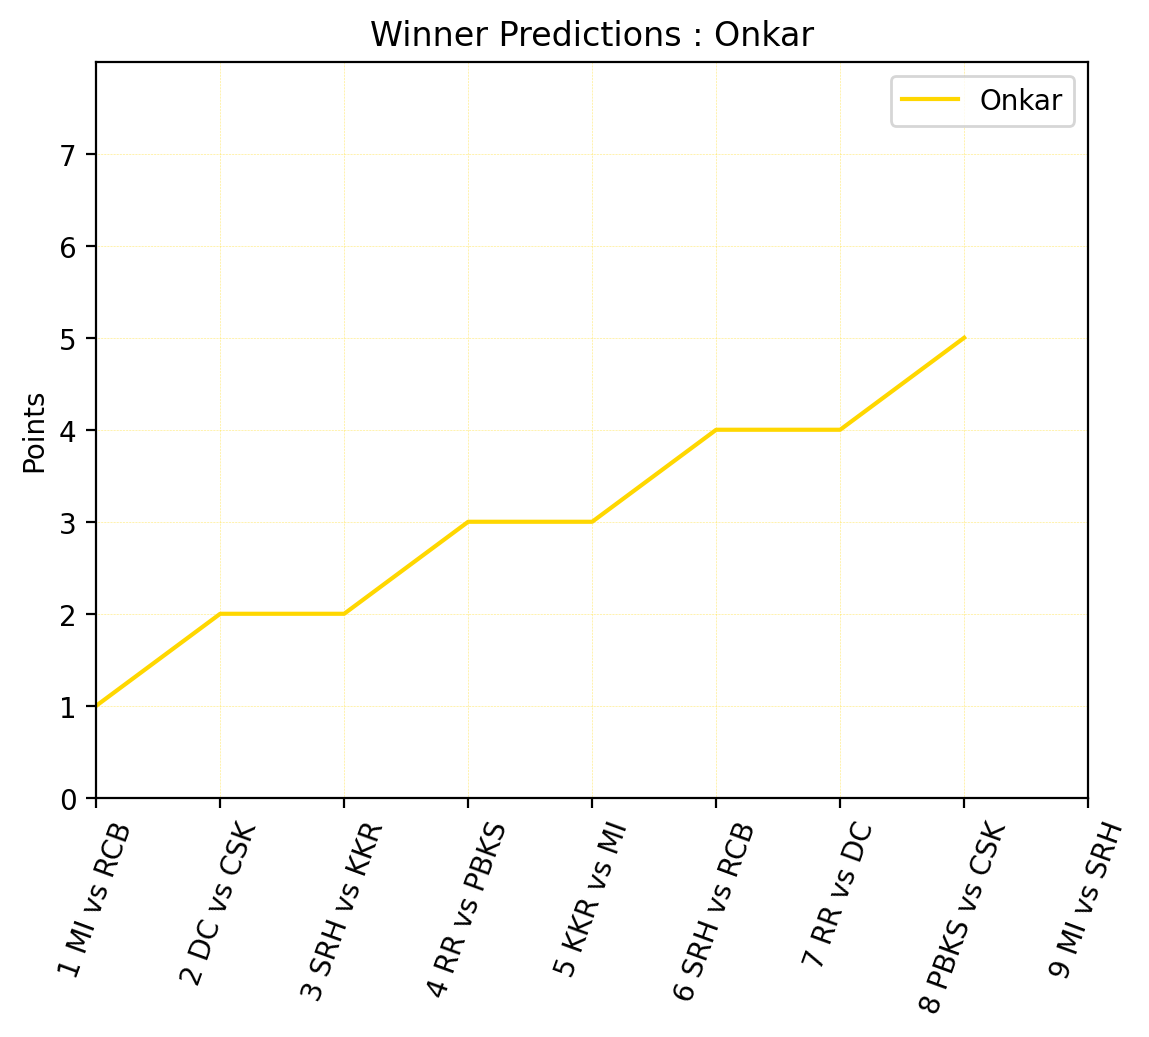 Winner Predictions : Onkar
Onkar
7
6
5
4
3
2
1
0
Points
1 MI vs RCB
2 DC vs CSK
3 SRH vs KKR
4 RR vs PBKS
5 KKR vs MI
6 SRH vs RCB
7 RR vs DC
8 PBKS vs CSK
9 MI vs SRH